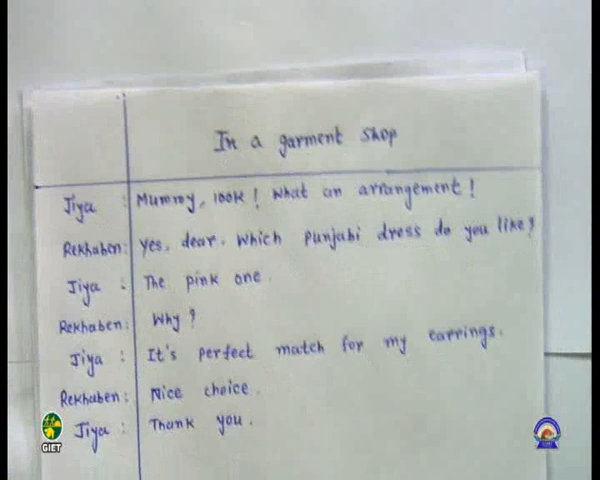 In a garment shop
Jiya : Mummy, look! What an arrangement!
Rekhaben: Yes, dear. Which punjabi dress do you like?
Jiya : The pink one.
Rekhaben: Why?
Jiya : It's perfect match for my earrings.
Rekhaben: Nice choice.
Jiya : Thank you.
GIET